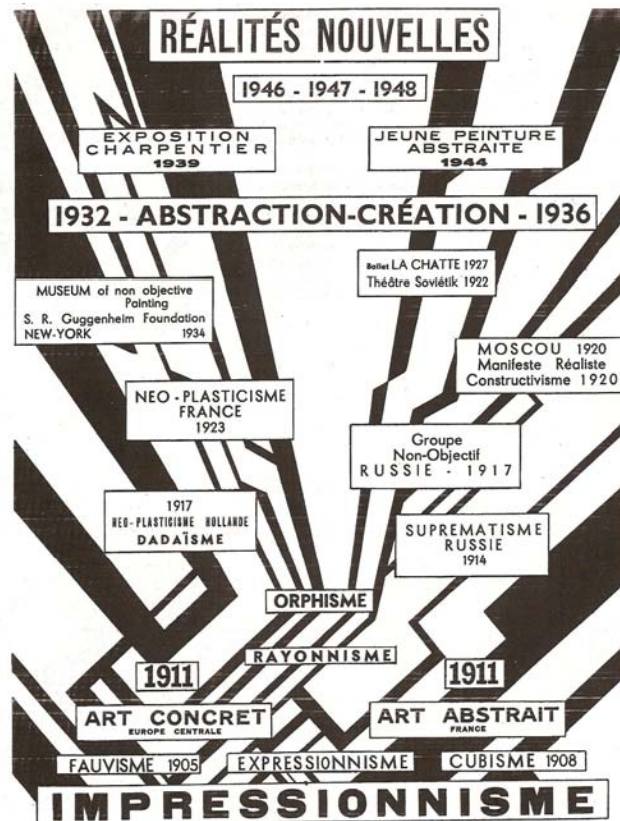 RÉALITÉS NOUVELLES
1946 - 1947 - 1948
EXPOSITION
CHARPENTIER
1939
JEUNE PEINTURE
ABSTRAITE
1944
1932 - ABSTRACTION-CRÉATION - 1936
Ballet LA CHATTE 1927
Théâtre Soviétik 1922
MUSEUM of non objective
Painting
S. R. Guggenheim Foundation
NEW-YORK 1934
MOSCOU 1920
Manifeste Réaliste
Constructivisme 1920
NEO - PLASTICISME
FRANCE
1923
Groupe
Non-Objectif
RUSSIE - 1917
1917
NEO-PLASTICISME HOLLANDE
DADAÏSME
SUPREMATISME
RUSSIE
1914
ORPHISME
RAYONNISME
1911
1911
ART CONCRET
EUROPE CENTRALE
ART ABSTRAIT
FRANCE
FAUVISME 1905
EXPRESSIONNISME
CUBISME 1908
IMPRESSIONNISME